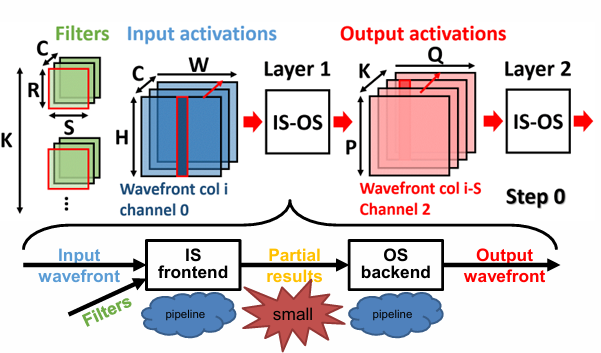 Filters
Input activations
Output activations
C
R
S
K
C
W
H
Layer 1
IS-OS
K
Q
P
Layer 2
IS-OS
Wavefront col i
channel 0
Wavefront col i-S
Channel 2
Step 0
⋮
Input
wavefront
IS
frontend
Partial
results
OS
backend
Output
wavefront
Filters
pipeline
small
pipeline